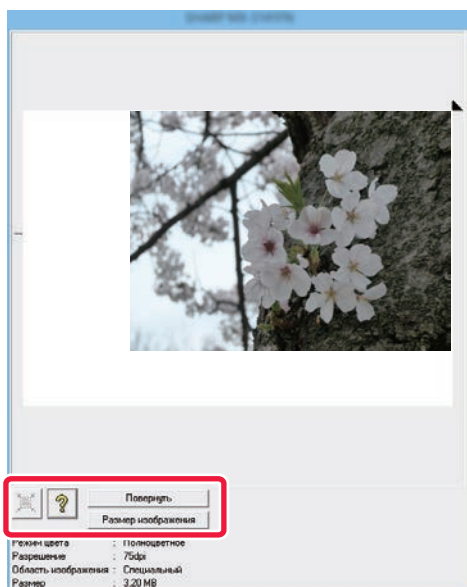 ?
Повернуть
Размер изображения
Режим цвета : Полноцветное
Разрешение : 75dpi
Область изображения : Специальный
Размер : 3.20 MB